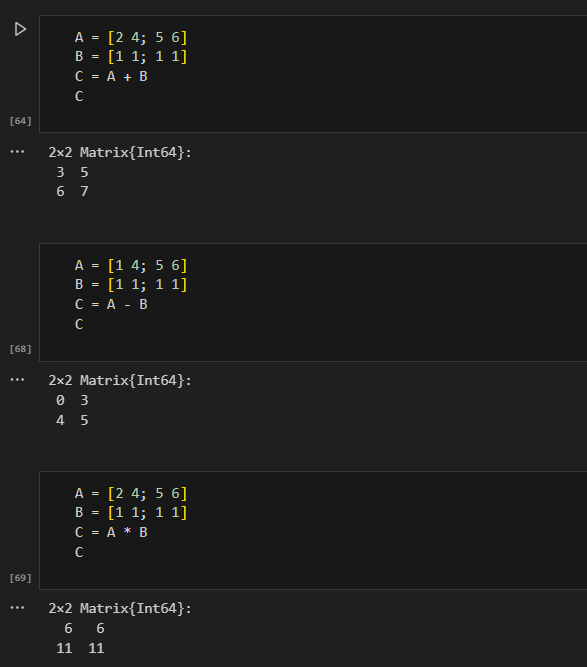 A = [2 4; 5 6]
B = [1 1; 1 1]
C = A + B
C
[64]
... 2×2 Matrix{Int64}:
3 5
6 7
A = [1 4; 5 6]
B = [1 1; 1 1]
C = A - B
C
[68]
... 2×2 Matrix{Int64}:
0 3
4 5
A = [2 4; 5 6]
B = [1 1; 1 1]
C = A * B
C
[69]
... 2×2 Matrix{Int64}:
6 6
11 11